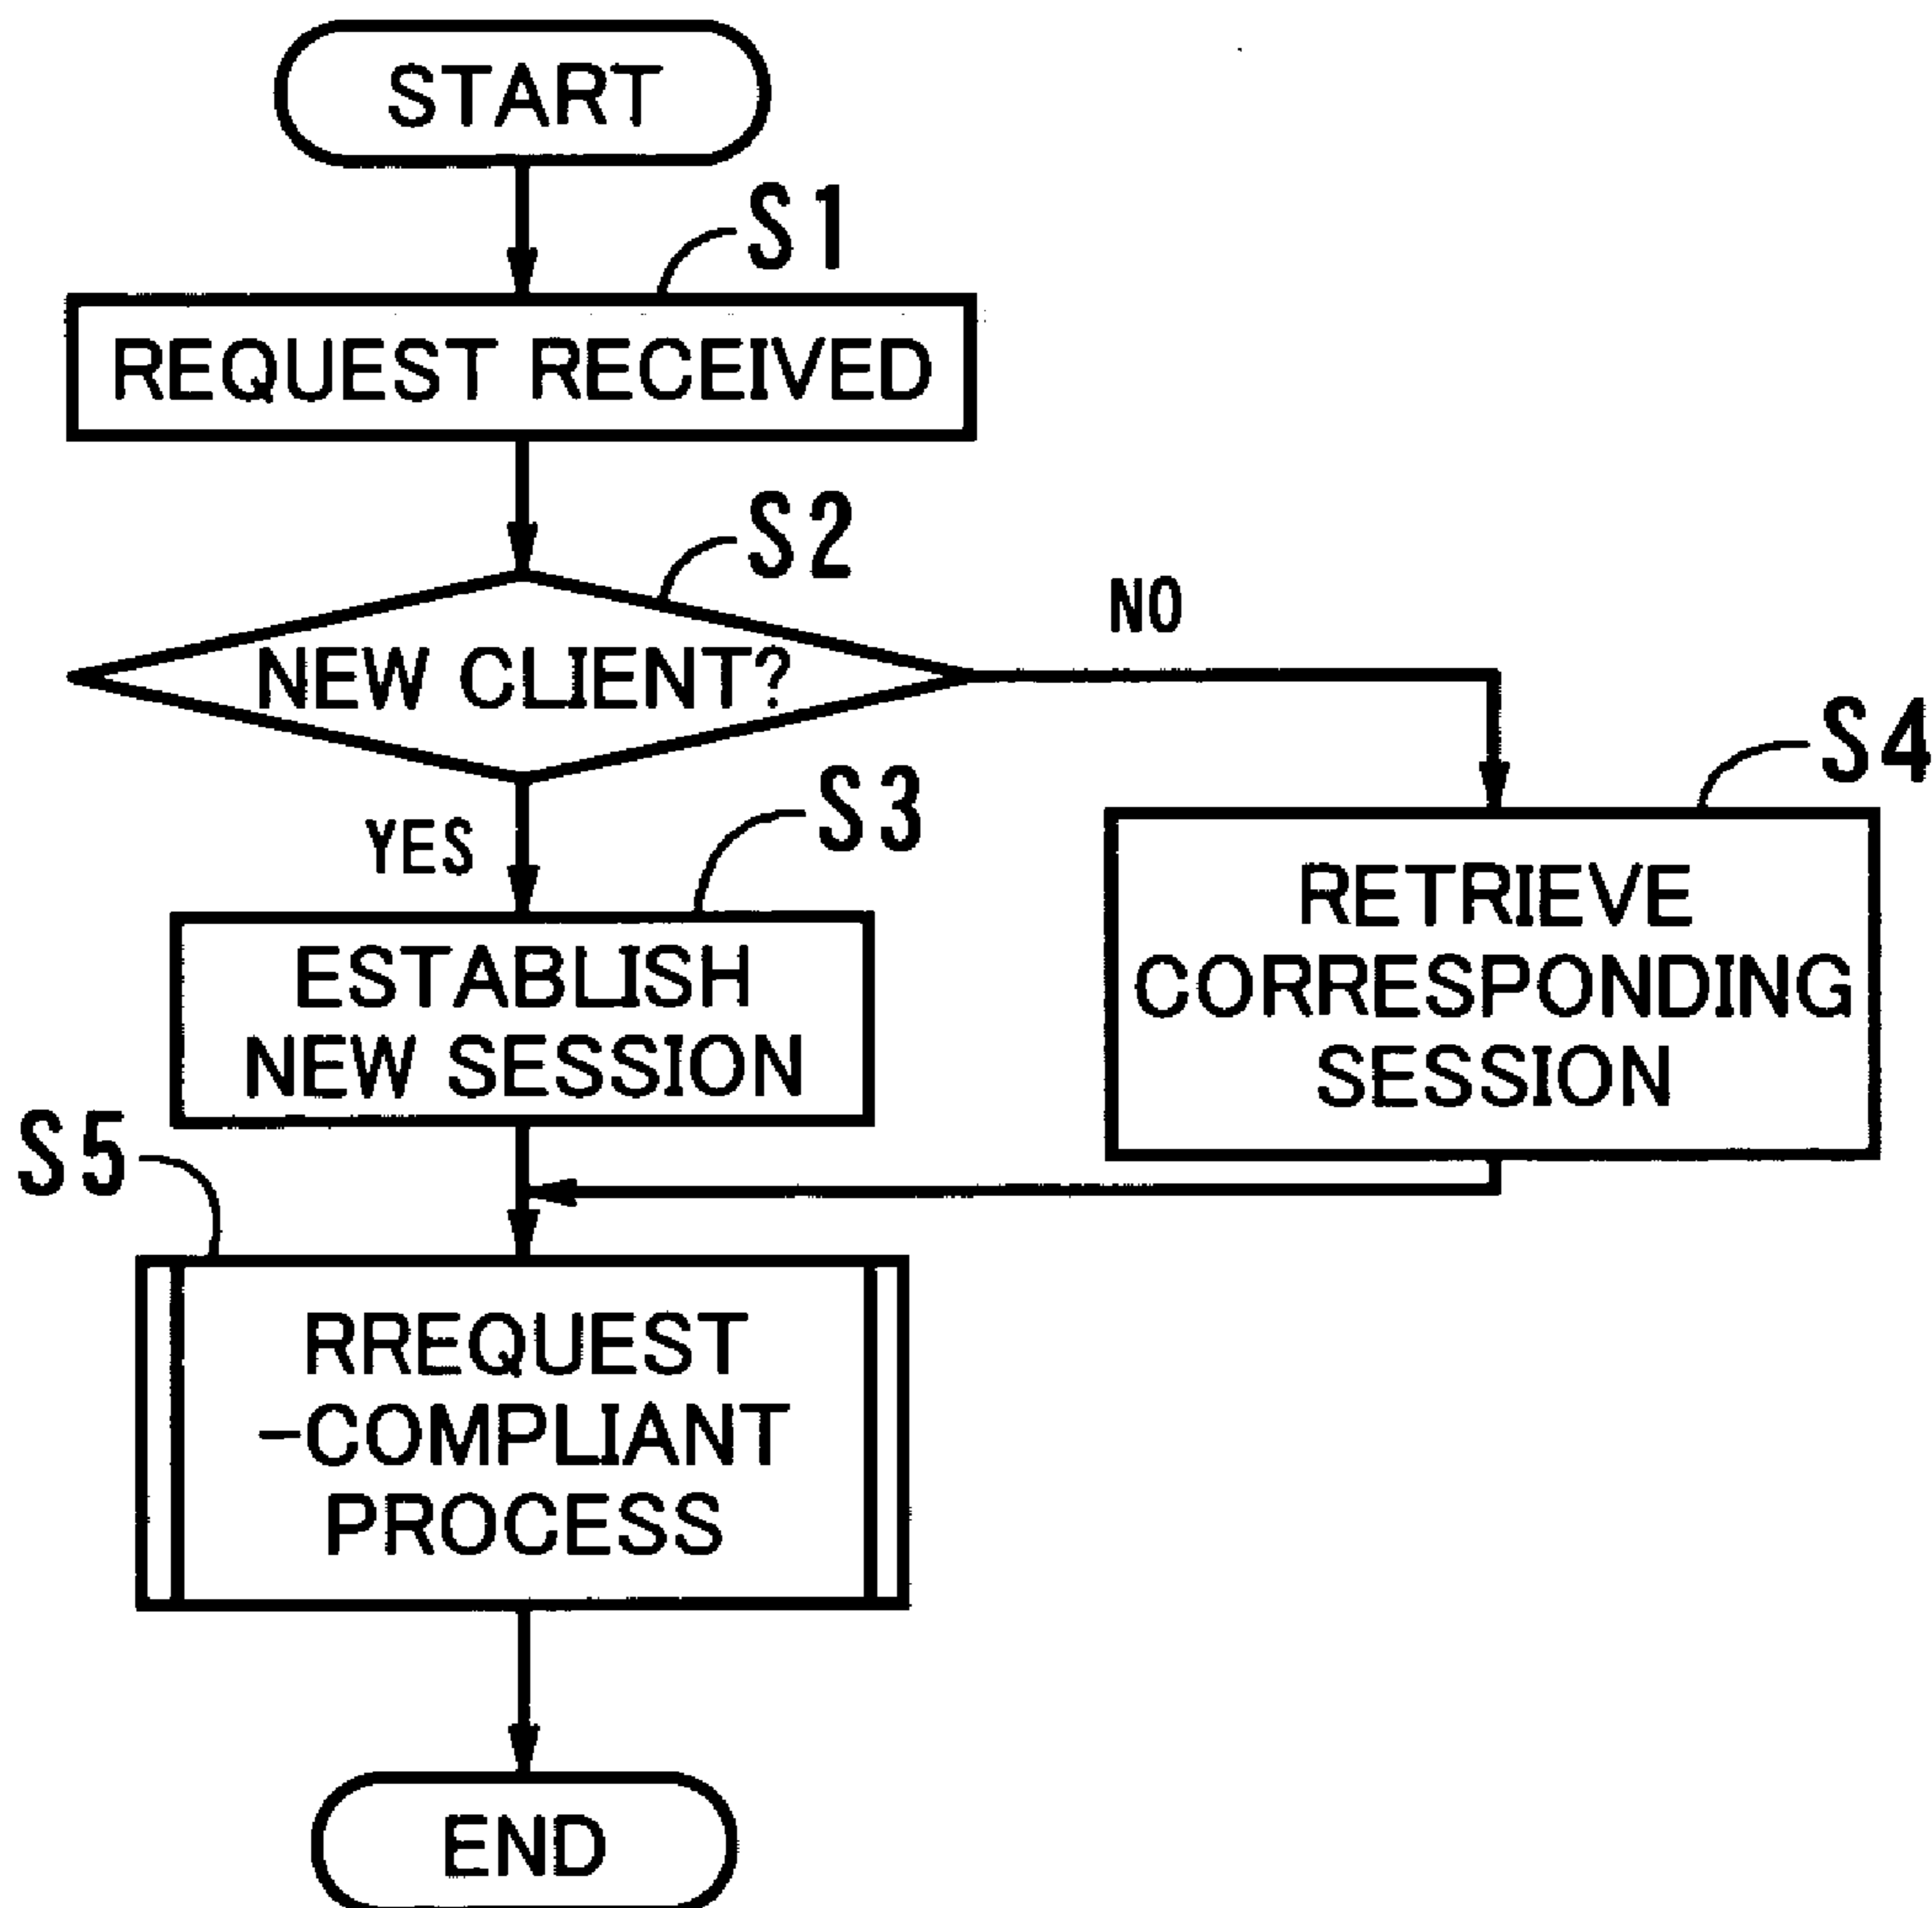 START
S1
REQUEST RECEIVED
S2
NEW CLIENT?
NO
YES
S3
S4
ESTABLISH
NEW SESSION
RETRIEVE
CORRESPONDING
SESSION
S5
RREQUEST
-COMPLIANT
PROCESS
END